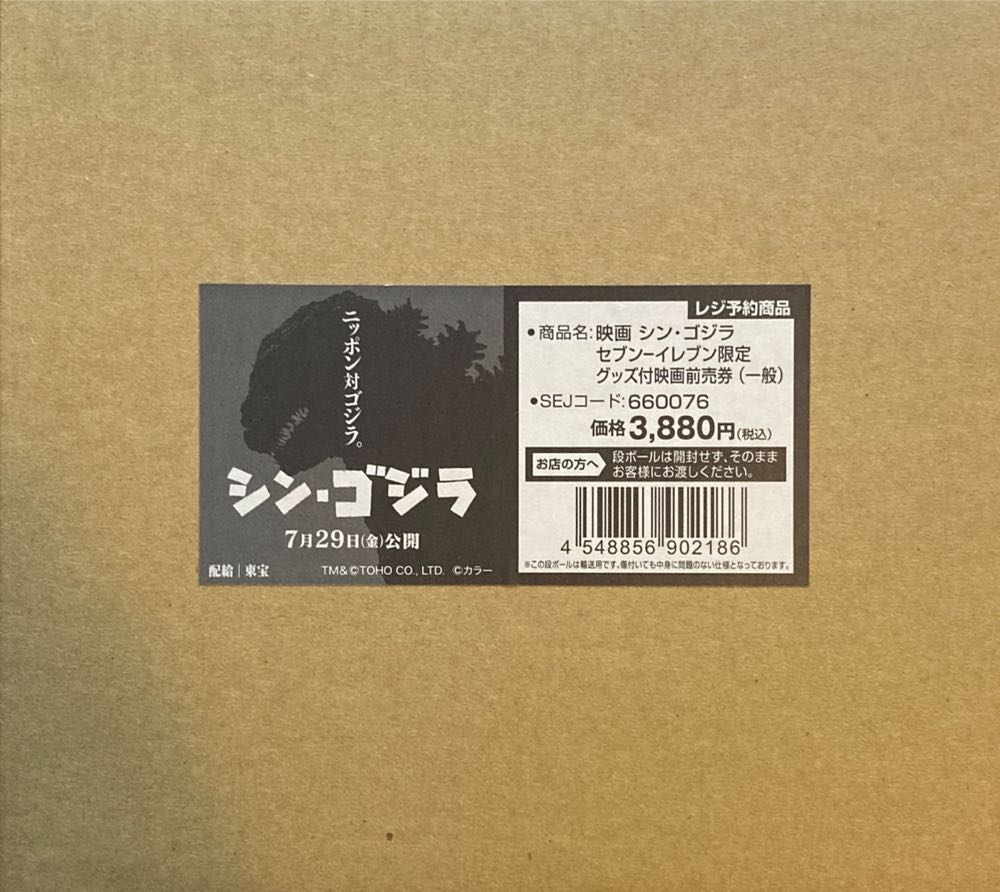 ニッポン対ゴジラ。
シン・ゴジラ
7月29日(金)公開
配給|東宝
TM&©TOHO CO., LTD. ©カラー
レジ予約商品
●商品名:映画 シン・ゴジラ
セブン-イレブン限定
グッズ付映画前売券（一般）
●SEJコード:660076
価格3,880円(税込)
お店の方へ
段ボールは開封せず、そのまま
お客様にお渡しください。
4 548856 902186
※この段ボールは輸送用です。傷付いても中身に問題のない仕様となっております。